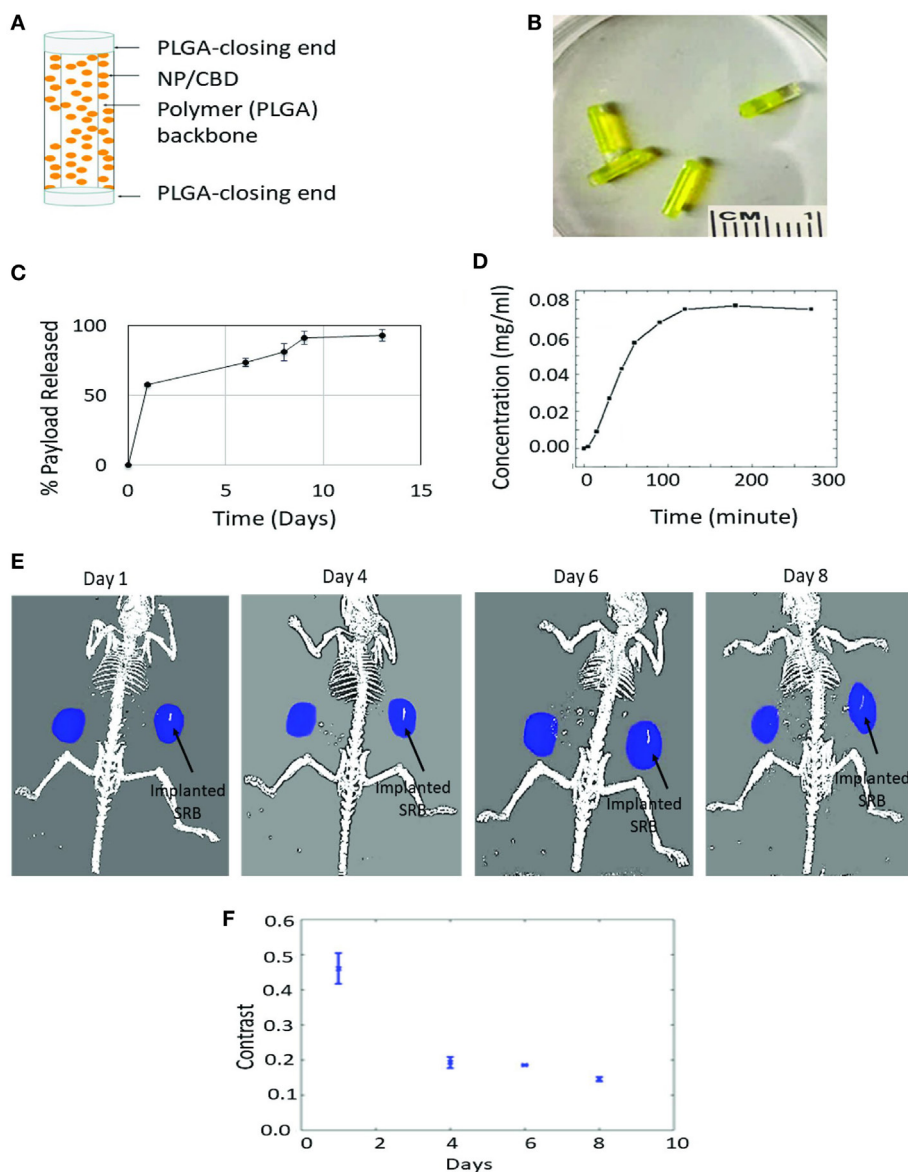 A
PLGA-closing end
NP/CBD
Polymer (PLGA)
backbone
PLGA-closing end
B
CM 1
C
% Payload Released
100
50
0
0 5 10 15
Time (Days)
D
Concentration (mg/ml)
0.08
0.06
0.04
0.02
0.00
0 100 200 300
Time (minute)
E
Day 1
Day 4
Day 6
Day 8
Implanted
SRB
Implanted
SRB
Implanted
SRB
Implanted
SRB
F
Contrast
0.6
0.5
0.4
0.3
0.2
0.1
0.0
0 2 4 6 8 10
Days